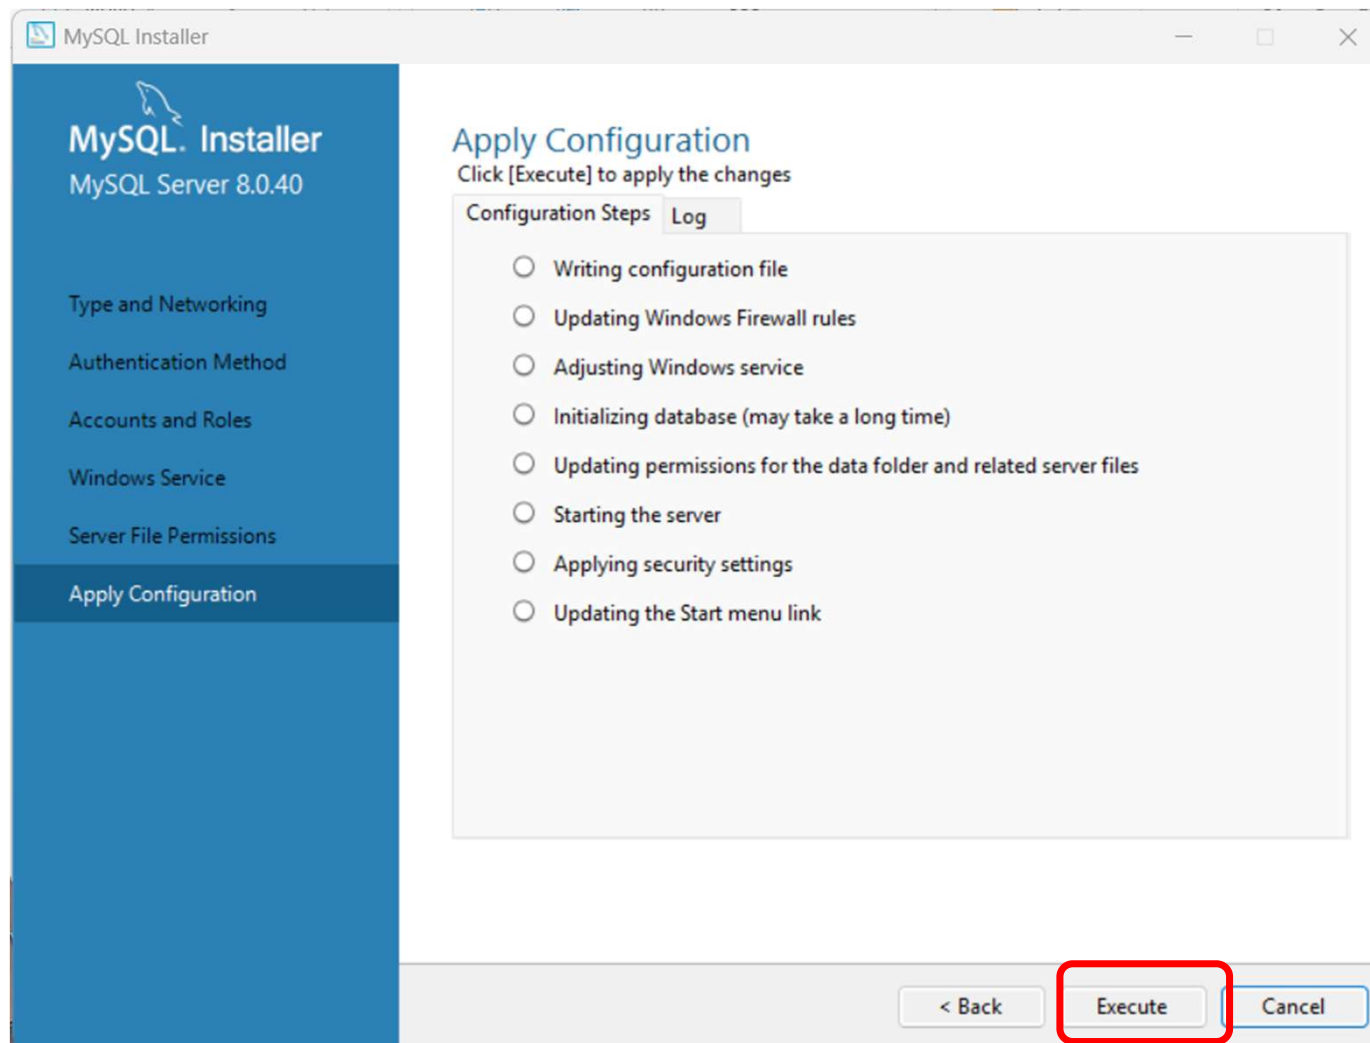 MySQL Installer
MySQL. Installer
MySQL Server 8.0.40
Type and Networking
Authentication Method
Accounts and Roles
Windows Service
Server File Permissions
Apply Configuration
Apply Configuration
Click [Execute] to apply the changes
Configuration Steps Log
Writing configuration file
Updating Windows Firewall rules
Adjusting Windows service
Initializing database (may take a long time)
Updating permissions for the data folder and related server files
Starting the server
Applying security settings
Updating the Start menu link
< Back Execute Cancel